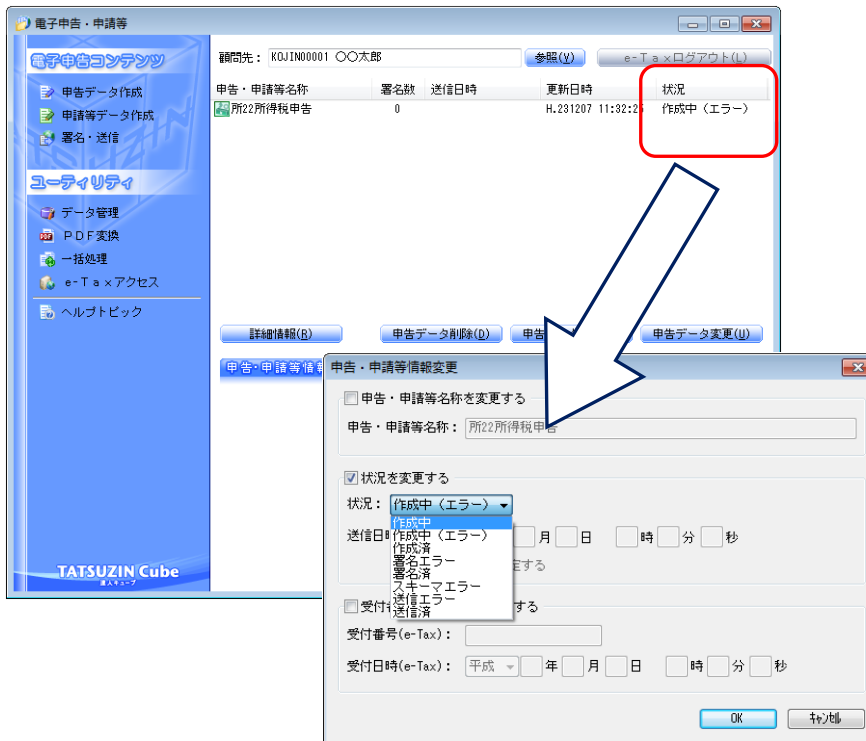 電子申告・申請等
電子申告コンテンツ
申告データ作成
申請等データ作成
署名・送信
ユーティリティ
データ管理
PDF変換
一括処理
e-Taxアクセス
ヘルプトピック
TATSUZIN Cube
達人キューブ
顧問先： KOJIN00001 〇〇太郎 参照(V) e-Taxログアウト(L)
申告・申請等名称 署名数 送信日時 更新日時 状況
所22所得税申告 0 H.231207 11:32:25 作成中（エラー）
詳細情報(R) 申告データ削除(D) 申告 申告データ変更(U)
申告・申請等情報
申告・申請等情報変更
申告・申請等名称を変更する
申告・申請等名称： 所22所得税申告
状況を変更する
状況： 作成中（エラー）
作成中
作成中（エラー）
作成済
署名エラー
署名済
スキーマエラー
送信エラー
送信済
送信日時 月 日 時 分 秒
定する
受付 する
受付番号(e-Tax)：
受付日時(e-Tax)： 平成 年 月 日 時 分 秒
OK ｷｬﾝｾﾙ